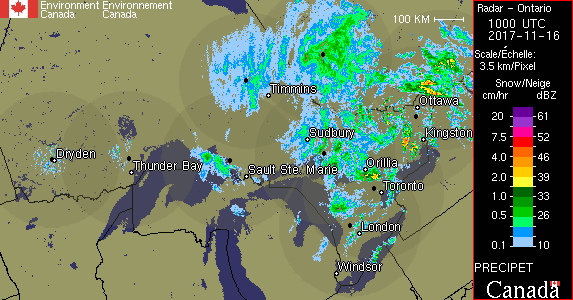 Environment Environnement
Canada Canada
100 KM
Timmins
Ottawa
Sudbury
Kingston
Dryden
Thunder Bay
Sault Ste. Marie
Orillia
Toronto
London
Windsor
Radar - Ontario
1000 UTC
2017-11-16
Scale/Échelle:
3.5 km/Pixel
Snow/Neige
cm/hr dBZ
20 61
7.5 52
4.0 46
2.0 39
1.0 33
0.5 26
0.1 10
PRECIPET
Canada